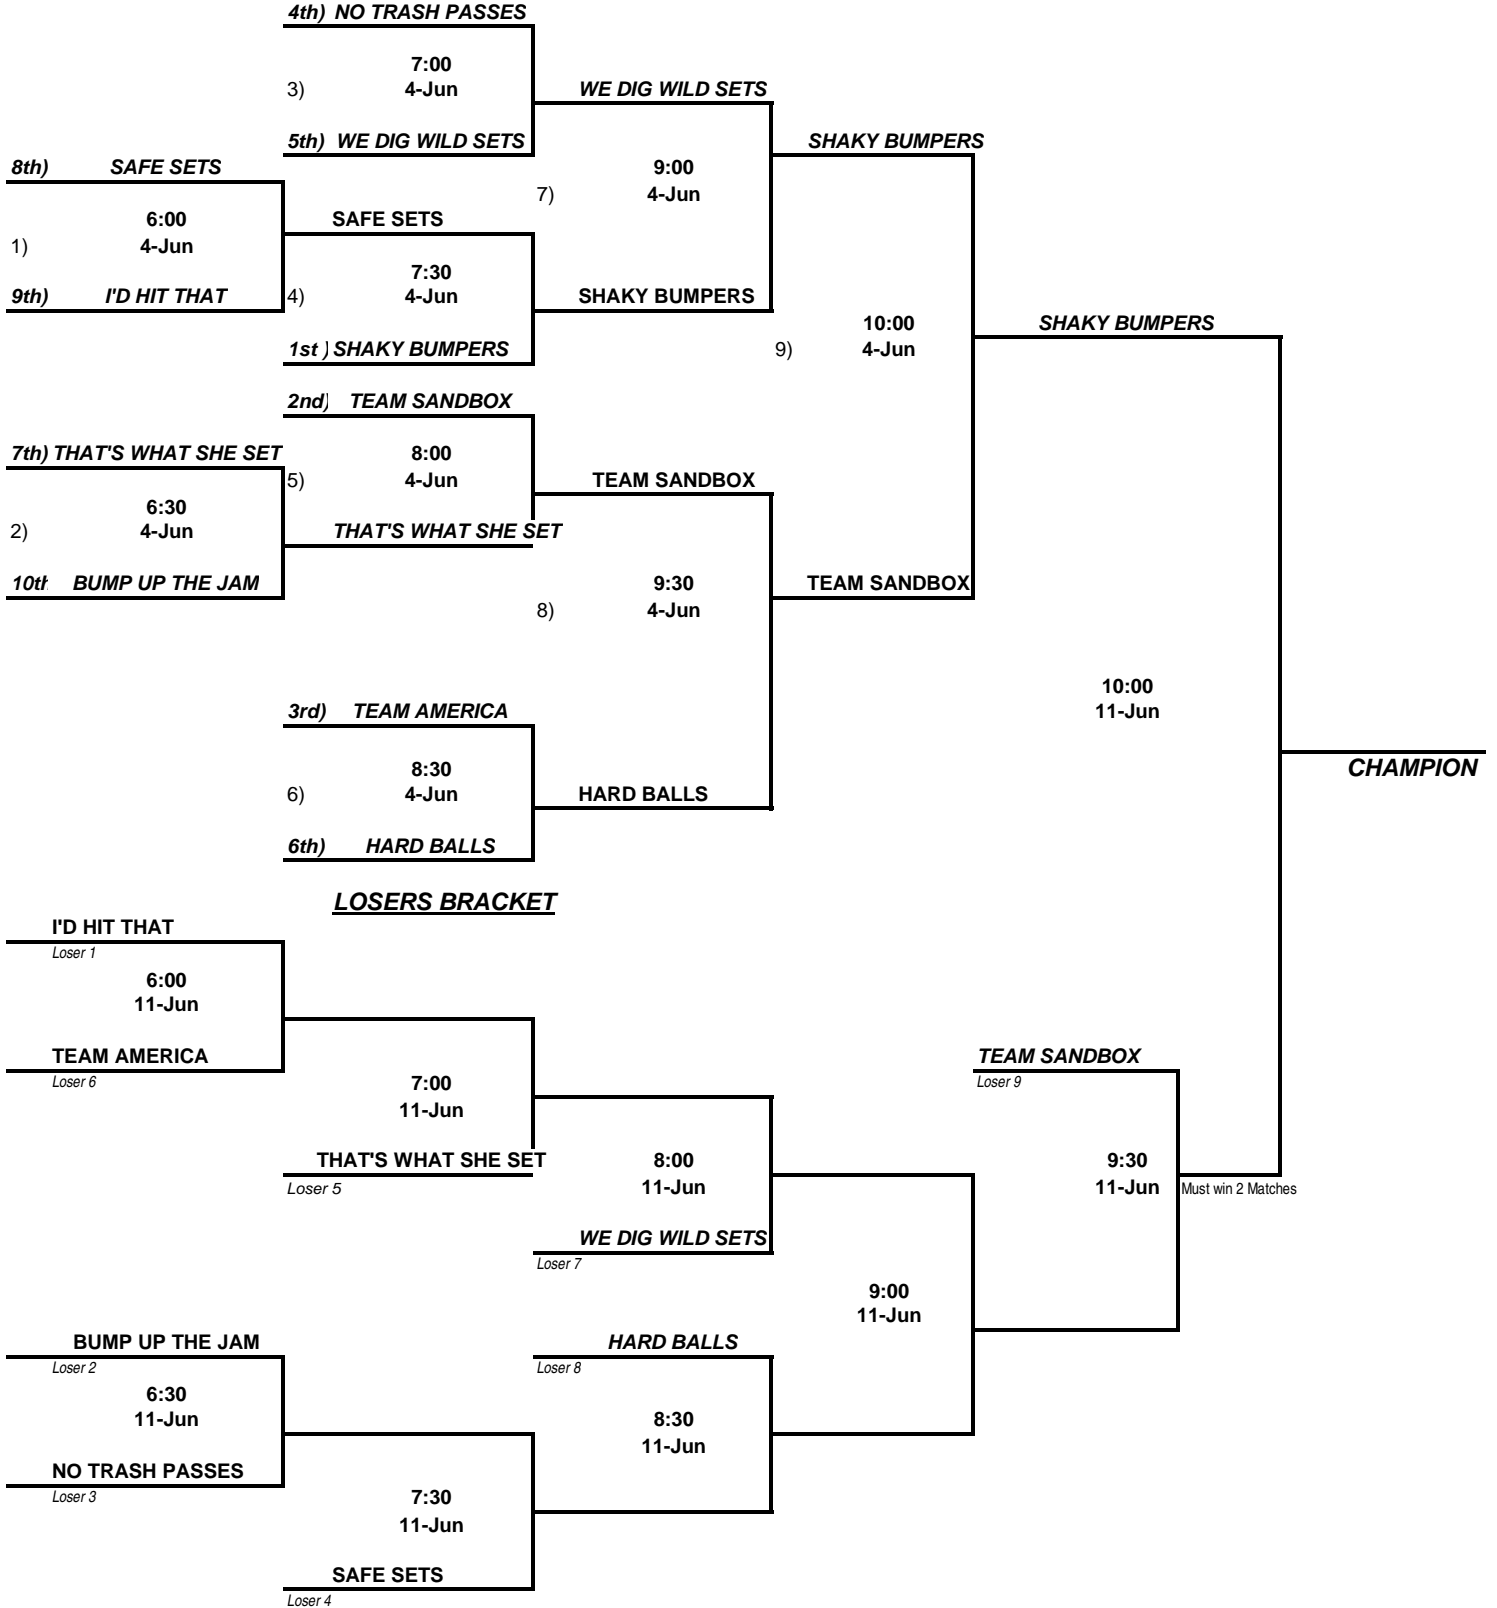 4th) NO TRASH PASSES
7:00
3) 4-Jun
WE DIG WILD SETS
5th) WE DIG WILD SETS
SHAKY BUMPERS
8th) SAFE SETS
9:00
7) 4-Jun
6:00
1) 4-Jun
SAFE SETS
7:30
4) 4-Jun
9th) I'D HIT THAT
SHAKY BUMPERS
10:00
9) 4-Jun
SHAKY BUMPERS
1st ) SHAKY BUMPERS
2nd) TEAM SANDBOX
7th) THAT'S WHAT SHE SET
8:00
5) 4-Jun
TEAM SANDBOX
6:30
2) 4-Jun
THAT'S WHAT SHE SET
10th BUMP UP THE JAM
9:30
8) 4-Jun
TEAM SANDBOX
10:00
11-Jun
3rd) TEAM AMERICA
8:30
6) 4-Jun
HARD BALLS
CHAMPION
6th) HARD BALLS
LOSERS BRACKET
I'D HIT THAT
Loser 1
6:00
11-Jun
TEAM AMERICA
Loser 6
TEAM SANDBOX
Loser 9
7:00
11-Jun
THAT'S WHAT SHE SET
Loser 5
8:00
11-Jun
9:30
11-Jun
Must win 2 Matches
WE DIG WILD SETS
Loser 7
9:00
11-Jun
BUMP UP THE JAM
Loser 2
HARD BALLS
Loser 8
6:30
11-Jun
8:30
11-Jun
NO TRASH PASSES
Loser 3
7:30
11-Jun
SAFE SETS
Loser 4